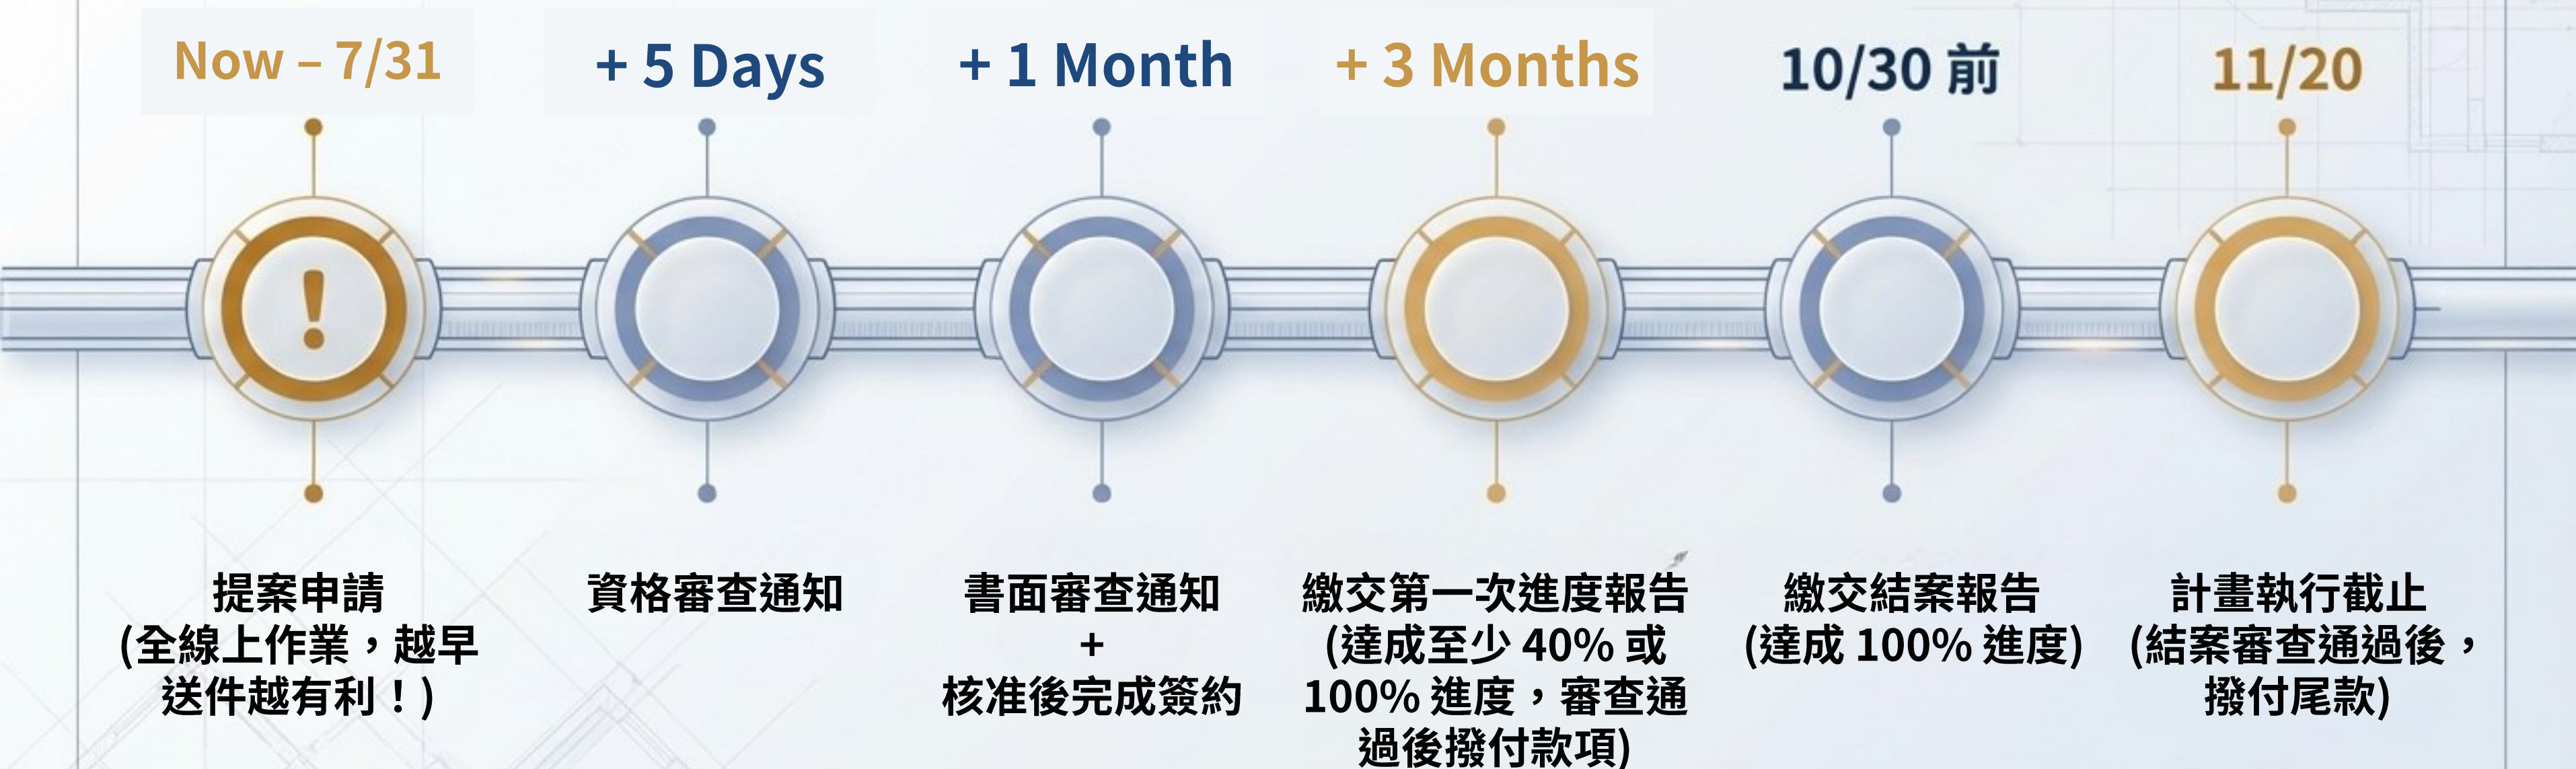 Now – 7/31
+ 5 Days
+ 1 Month
+ 3 Months
10/30 前
11/20
!
提案申請
(全線上作業，越早
送件越有利！)
資格審查通知
書面審查通知
+
核准後完成簽約
繳交第一次進度報告
(達成至少 40% 或
100% 進度，審查通
過後撥付款項)
繳交結案報告
(達成 100% 進度)
計畫執行截止
(結案審查通過後，
撥付尾款)